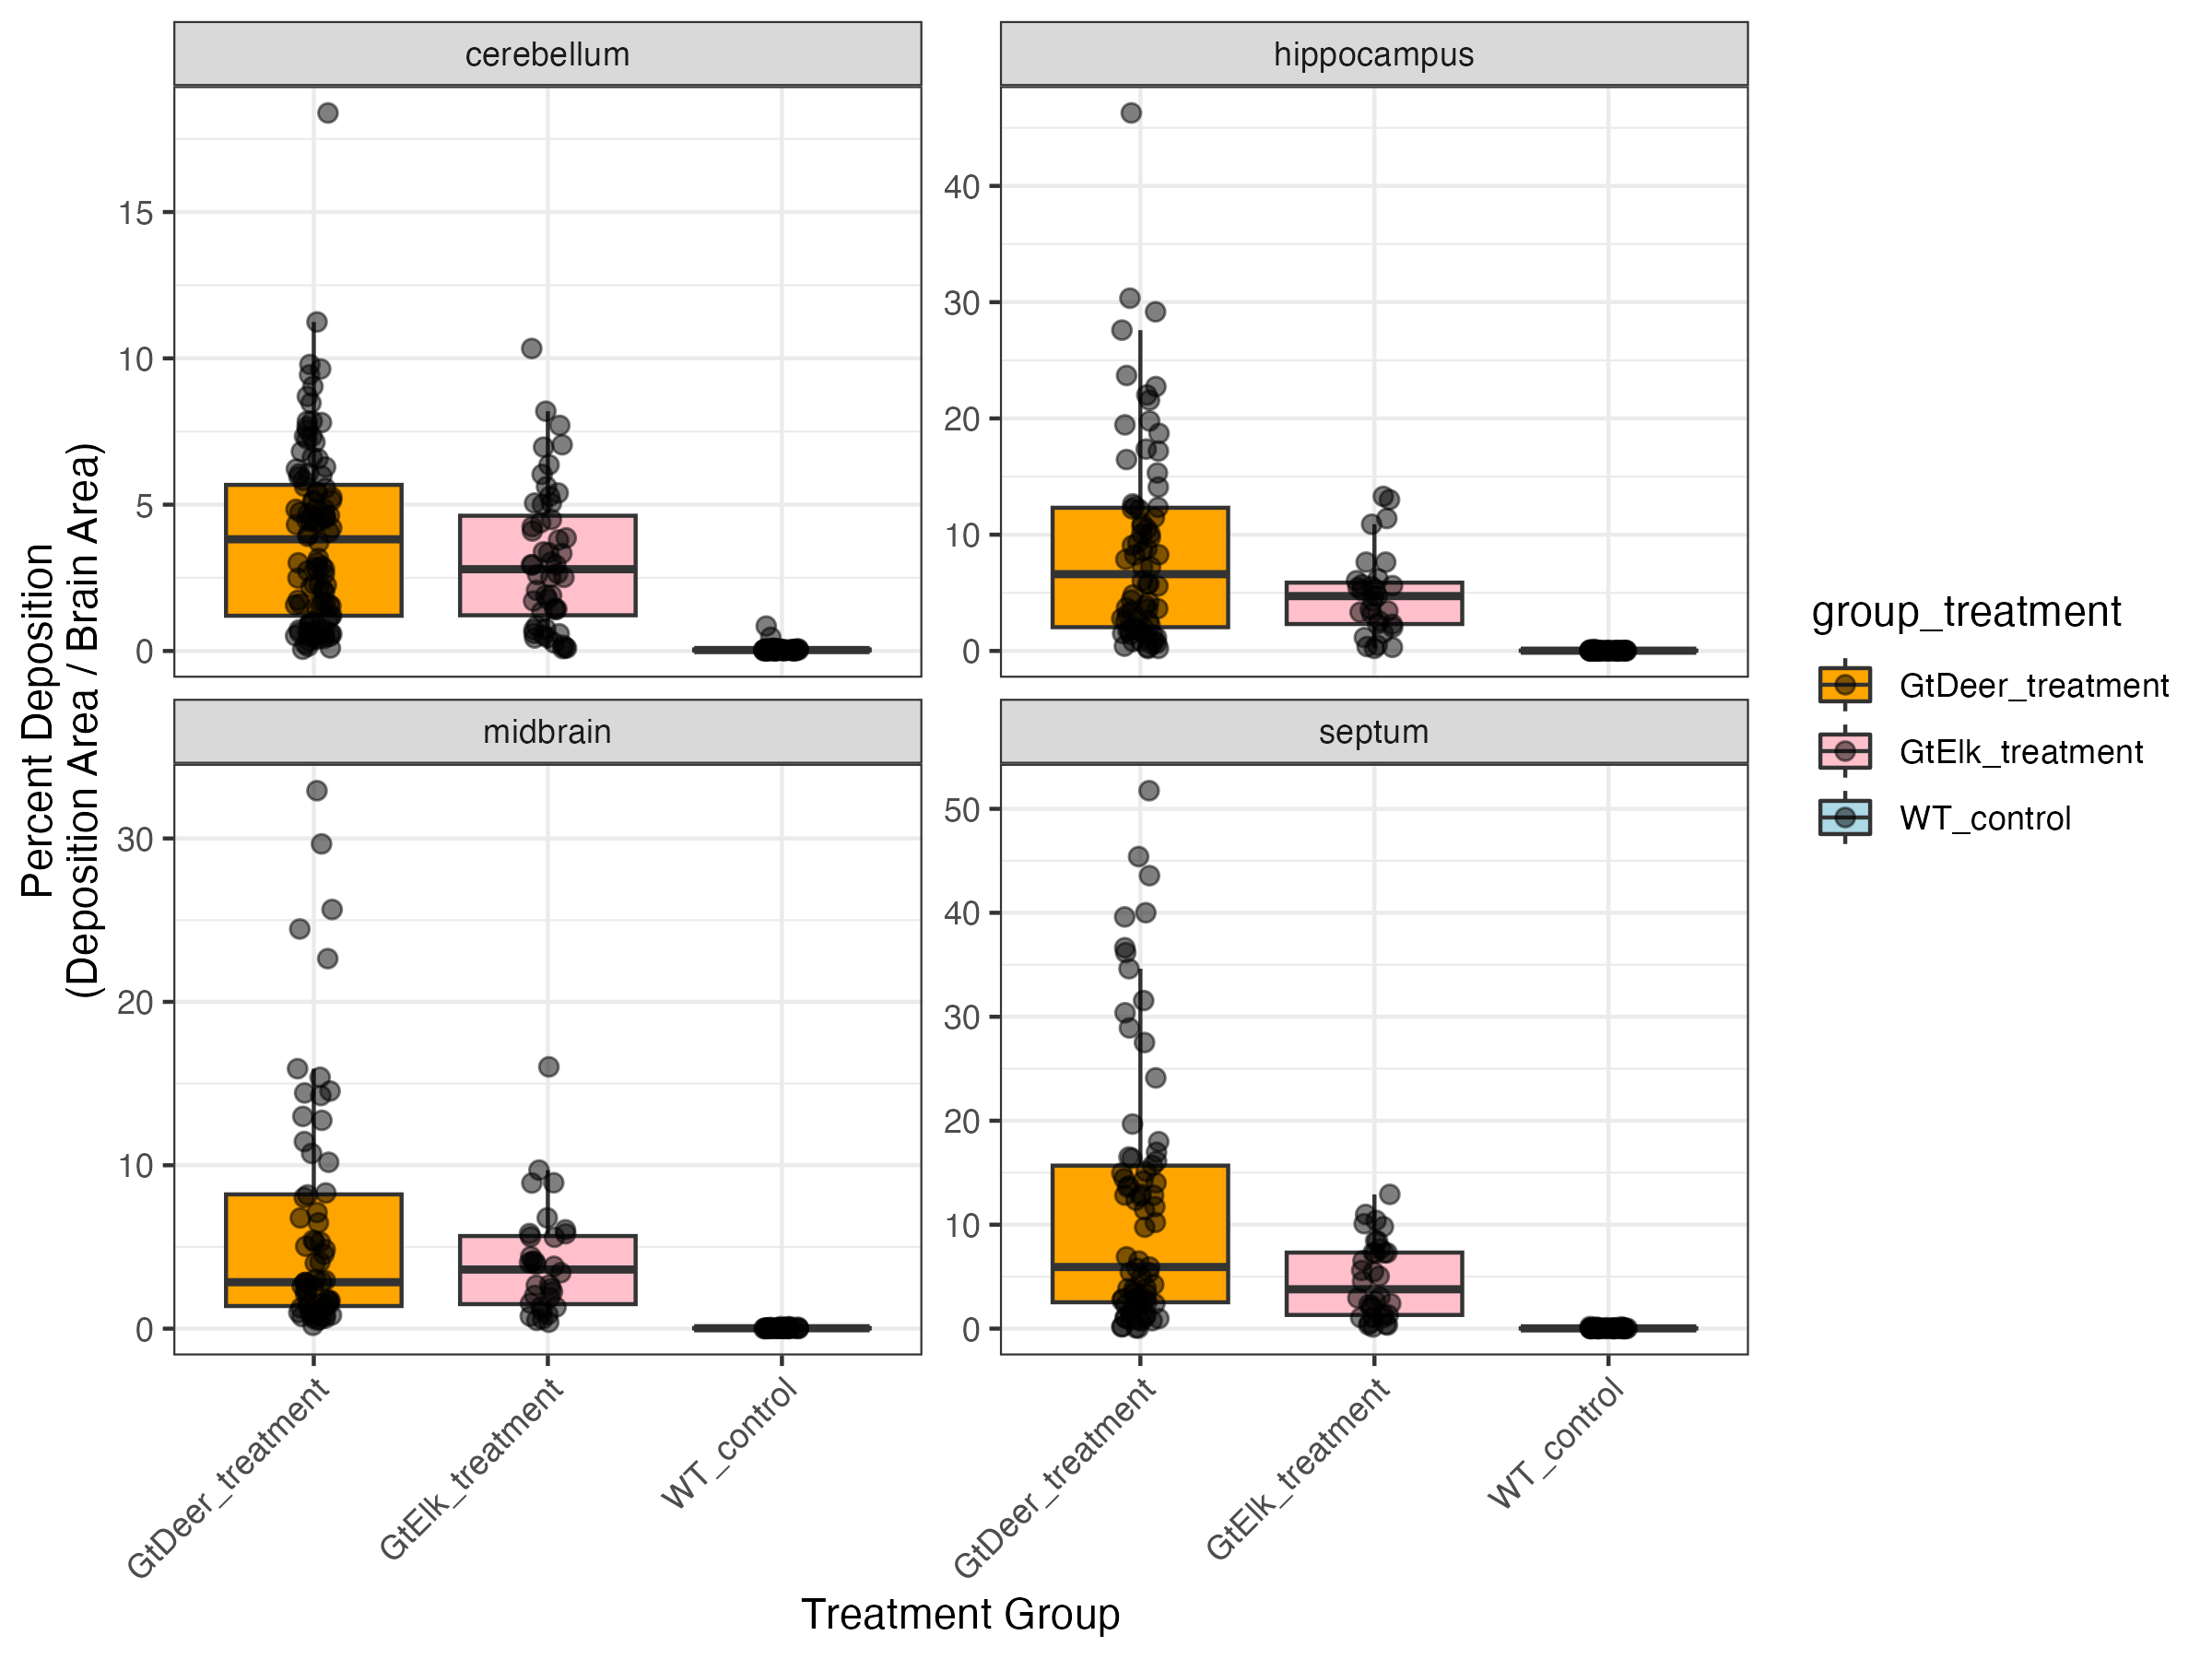 cerebellum
hippocampus
15
10
5
0
40
30
20
10
0
midbrain
septum
30
20
10
0
50
40
30
20
10
0
Percent Deposition
(Deposition Area / Brain Area)
GtDeer_treatment
GtElk_treatment
WT_control
GtDeer_treatment
GtElk_treatment
WT_control
Treatment Group
group_treatment
GtDeer_treatment
GtElk_treatment
WT_control